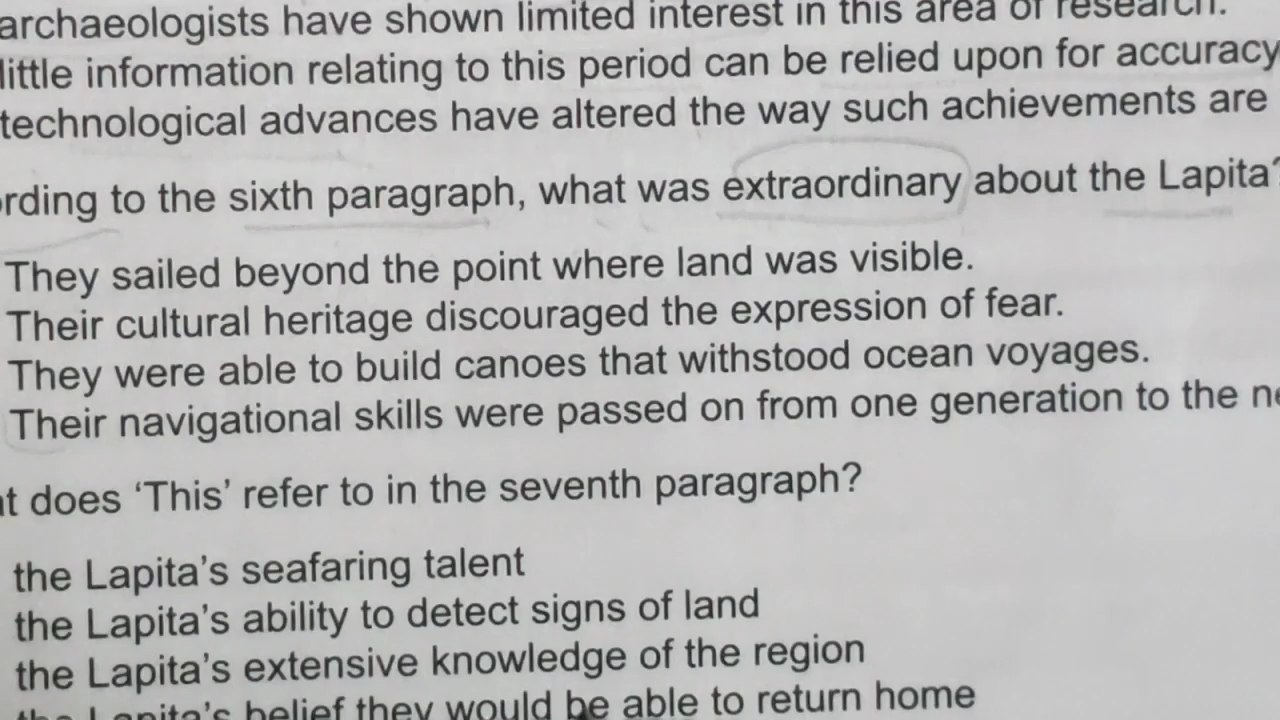 archaeologists have shown limited interest in this area of research.
little information relating to this period can be relied upon for accuracy
technological advances have altered the way such achievements are
to the sixth paragraph, what was extraordinary about the Lapita?
They sailed beyond the point where land was visible.
Their cultural heritage discouraged the expression of fear.
They were able to build canoes that withstood ocean voyages.
Their navigational skills were passed on from one generation to the
does ‘This’ refer to in the seventh paragraph?
the Lapita’s seafaring talent
the Lapita’s ability to detect signs of land
the Lapita’s extensive knowledge of the region
the Lapita’s belief they would be able to return home